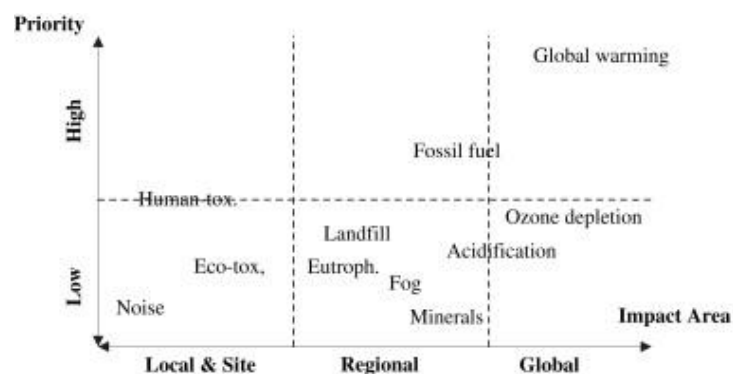 Priority
Global warming
High
Fossil fuel
Human tox.
Ozone depletion
Landfill
Acidification
Eco-tox,
Eutroph.
Fog
Low
Noise
Minerals
Impact Area
Local & Site
Regional
Global